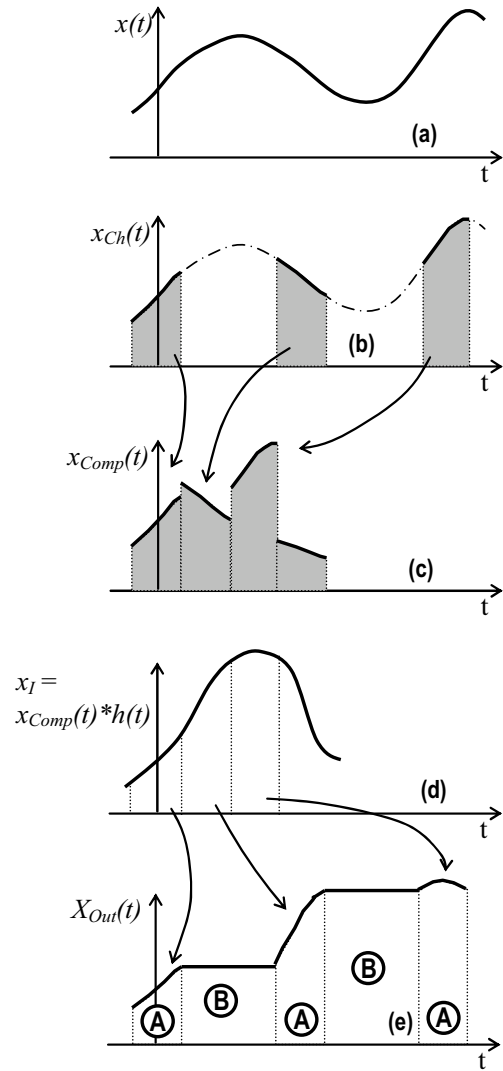 x(t)
(a)
t
x_Ch(t)
(b)
t
x_Comp(t)
(c)
t
x_I =
x_Comp(t)*h(t)
(d)
t
X_Out(t)
A
B
A
B
(e)
A
t